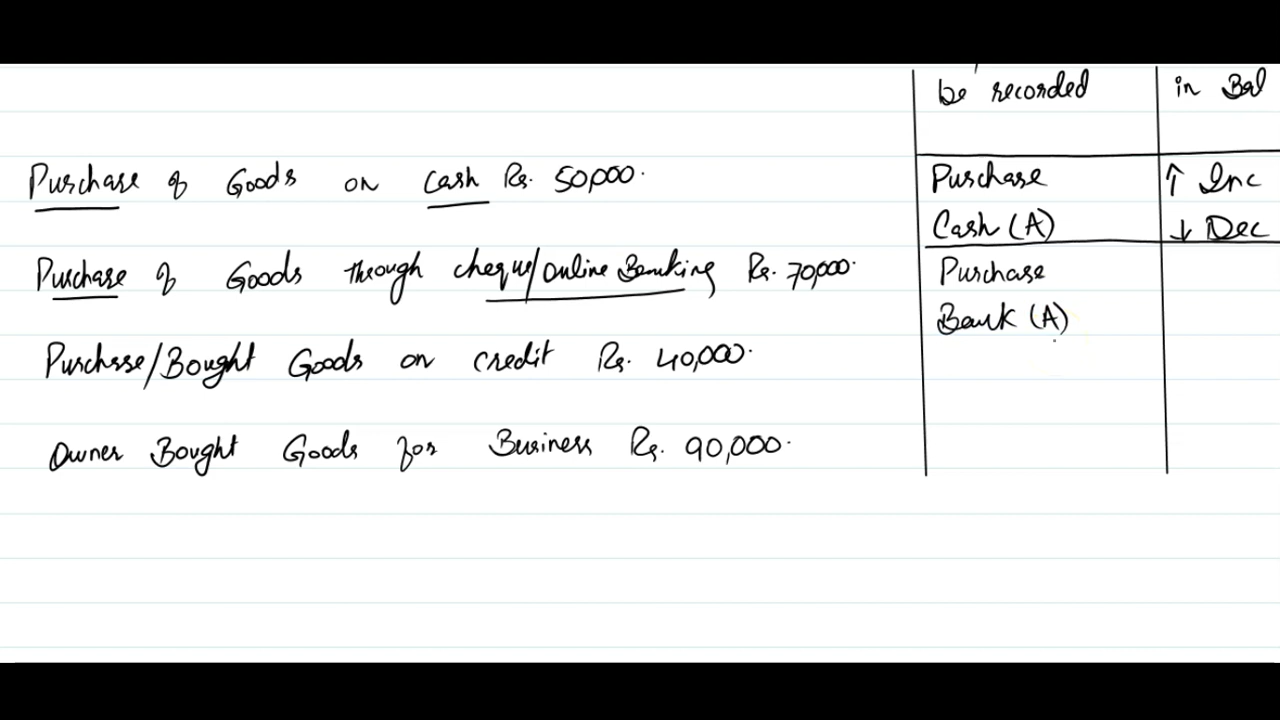 be recorded in Bal
Purchase of Goods on Cash Rs. 50,000.
Purchase ↑ Inc
Cash (A) ↓ Dec
Purchase of Goods through cheque/online Banking Rs. 70,000.
Purchase
Bank (A)
Purchsse/Bought Goods on credit Rs. 40,000.
Owner Bought Goods for Business Rs. 90,000.